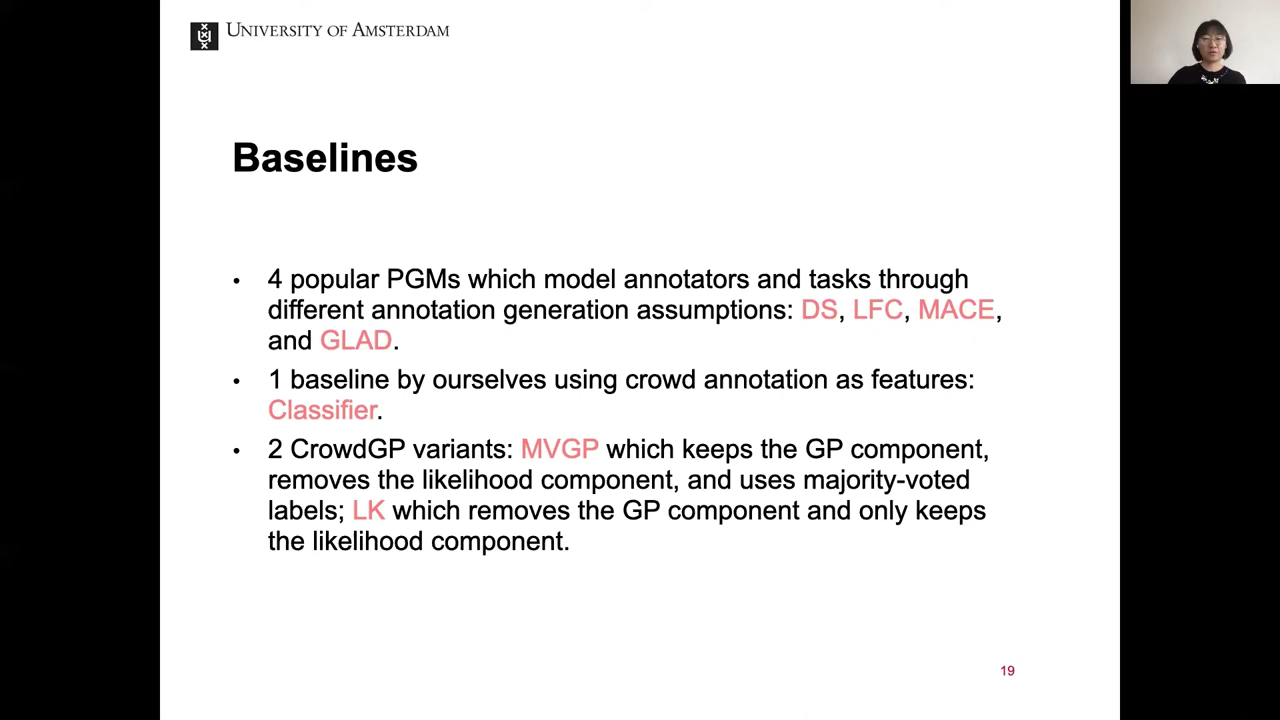 UNIVERSITY OF AMSTERDAM
Baselines
• 4 popular PGMs which model annotators and tasks through
different annotation generation assumptions: DS, LFC, MACE,
and GLAD.
• 1 baseline by ourselves using crowd annotation as features:
Classifier.
• 2 CrowdGP variants: MVGP which keeps the GP component,
removes the likelihood component, and uses majority-voted
labels; LK which removes the GP component and only keeps
the likelihood component.
19